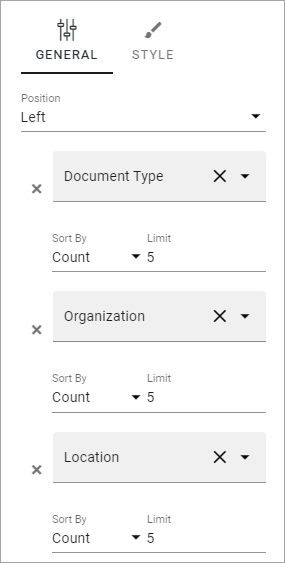 GENERAL STYLE
Position
Left
Document Type
Sort By Limit
Count 5
Organization
Sort By Limit
Count 5
Location
Sort By Limit
Count 5